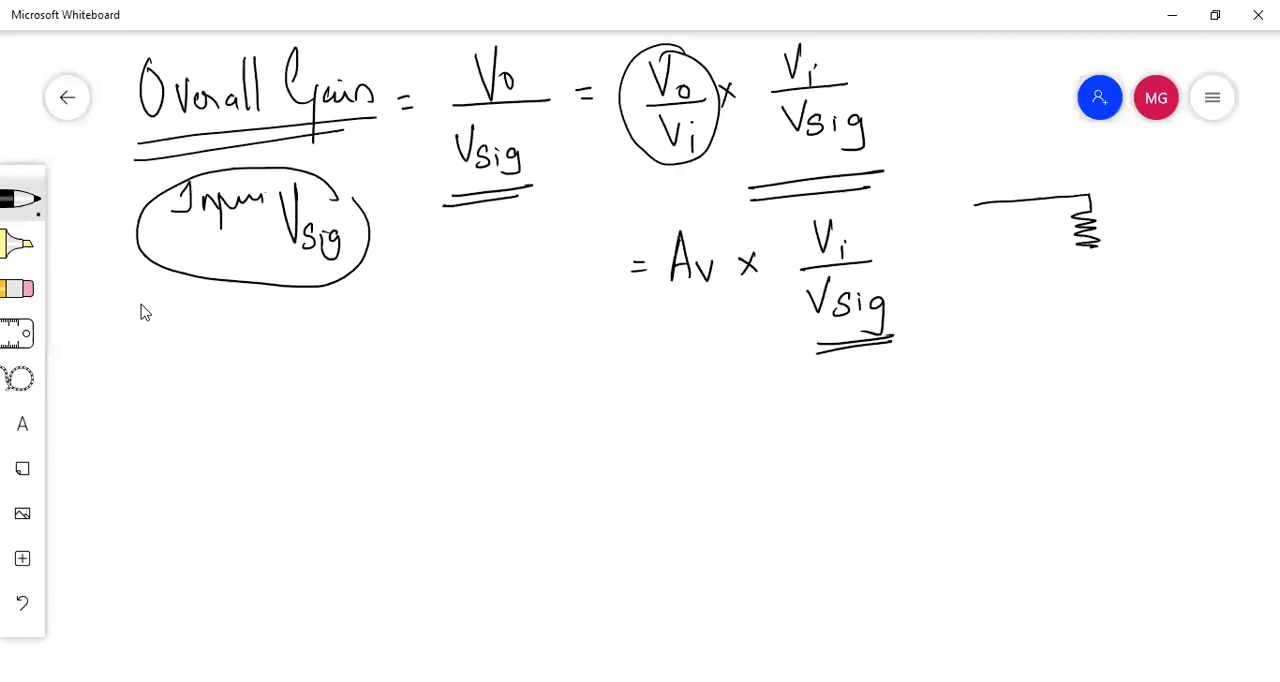 Microsoft Whiteboard
Overall Gain = Vo / Vsig = Vo / Vi × Vi / Vsig
MG
Input Vsig
= Av × Vi / Vsig
A